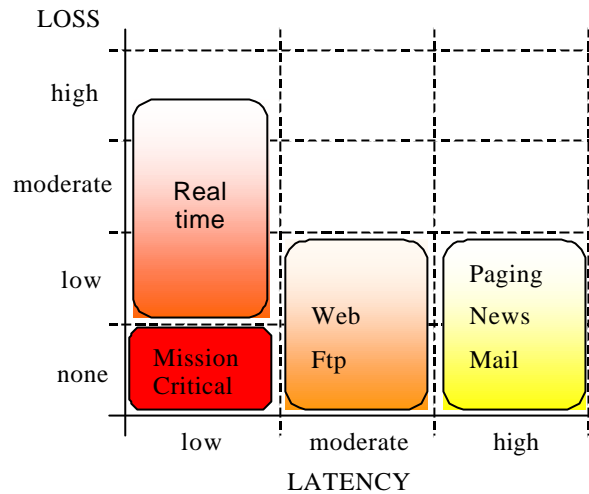 LOSS
high
moderate
low
none
Real
time
Mission
Critical
Web
Ftp
Paging
News
Mail
low moderate high
LATENCY